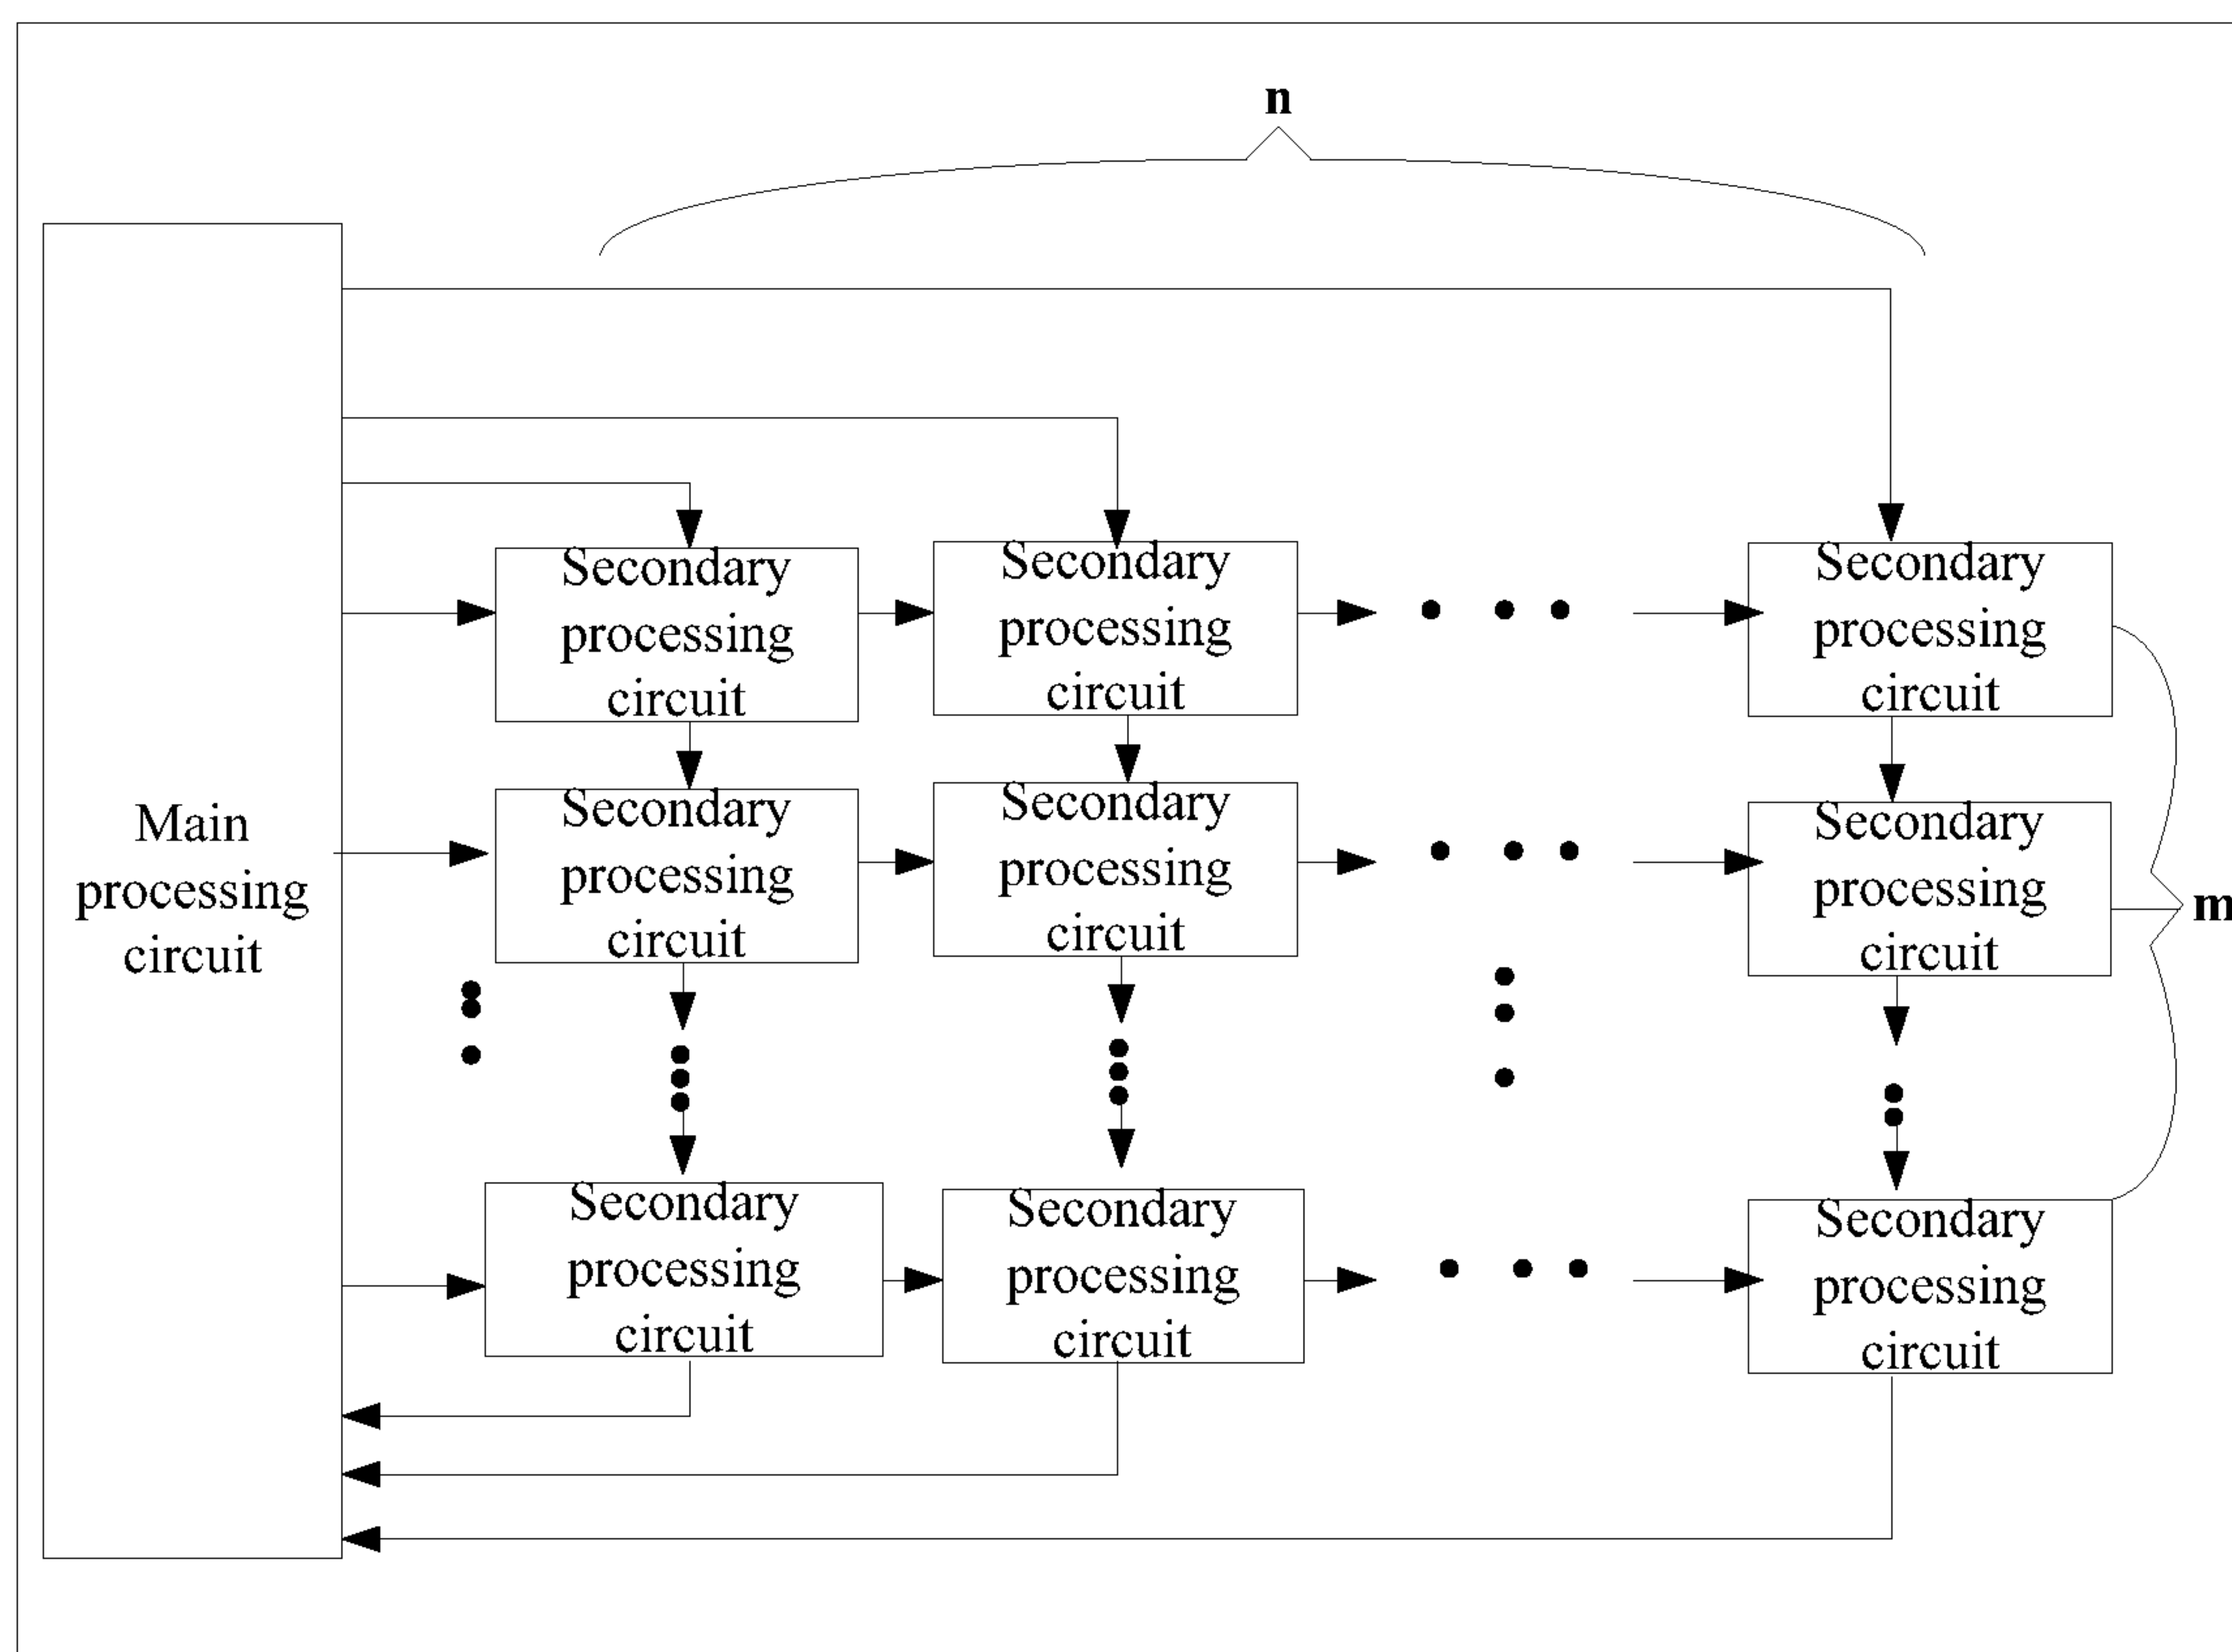 n
Secondary
processing
circuit
Secondary
processing
circuit
Secondary
processing
circuit
Main
processing
circuit
Secondary
processing
circuit
Secondary
processing
circuit
Secondary
processing
circuit
m
Secondary
processing
circuit
Secondary
processing
circuit
Secondary
processing
circuit